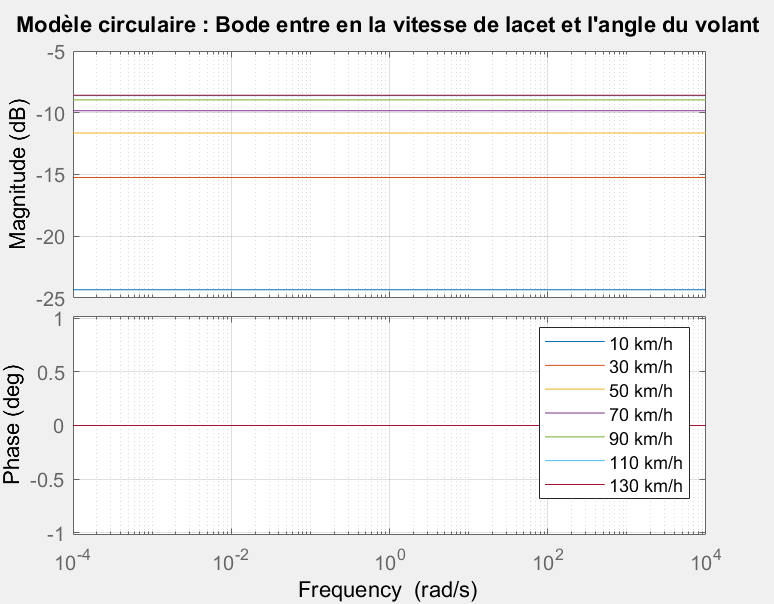 Modèle circulaire : Bode entre en la vitesse de lacet et l'angle du volant
-5
-10
-15
-20
-25
Magnitude (dB)
1
0.5
0
-0.5
-1
Phase (deg)
10 km/h
30 km/h
50 km/h
70 km/h
90 km/h
110 km/h
130 km/h
10^-4 10^-2 10^0 10^2 10^4
Frequency (rad/s)